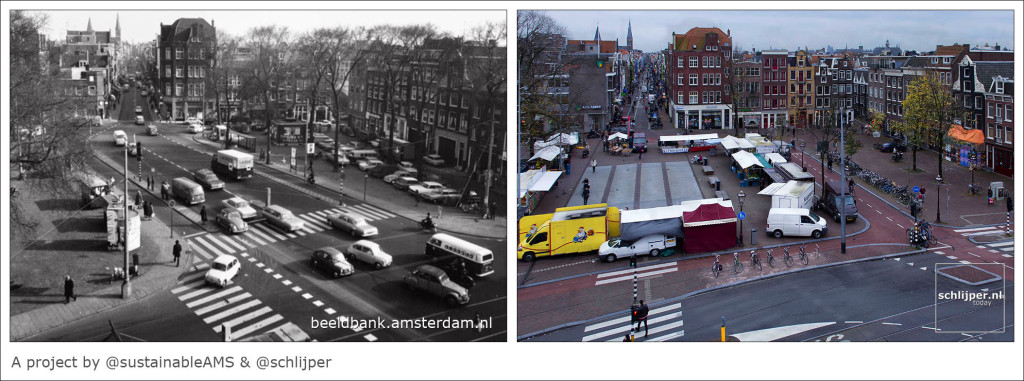 beeldbank.amsterdam.nl
schlijper.nl
today
A project by @sustainableAMS & @schlijper